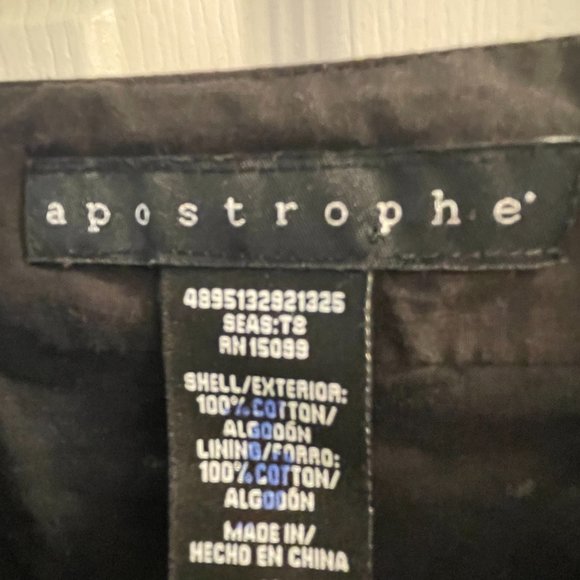 apostrophe®
4895132921325
SEAS:T8
RN 15099
SHELL/EXTERIOR:
100% COTTON/
ALGODÓN
LINING/FORRO:
100% COTTON/
ALGODÓN
MADE IN/
HECHO EN CHINA